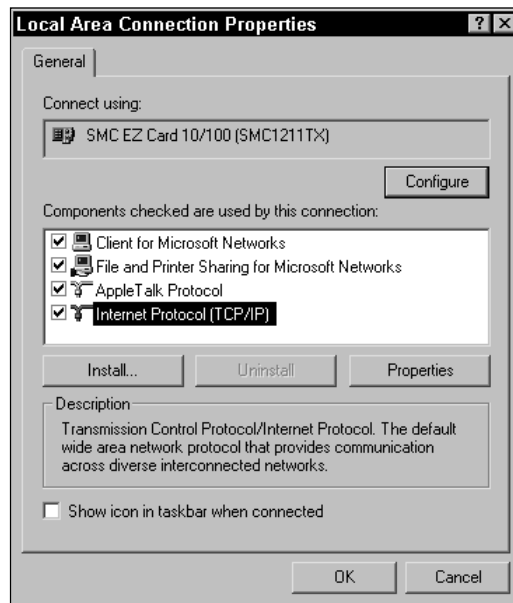 Local Area Connection Properties
General
Connect using:
SMC EZ Card 10/100 (SMC1211TX)
Configure
Components checked are used by this connection:
Client for Microsoft Networks
File and Printer Sharing for Microsoft Networks
AppleTalk Protocol
Internet Protocol (TCP/IP)
Install... Uninstall Properties
Description
Transmission Control Protocol/Internet Protocol. The default
wide area network protocol that provides communication
across diverse interconnected networks.
Show icon in taskbar when connected
OK Cancel